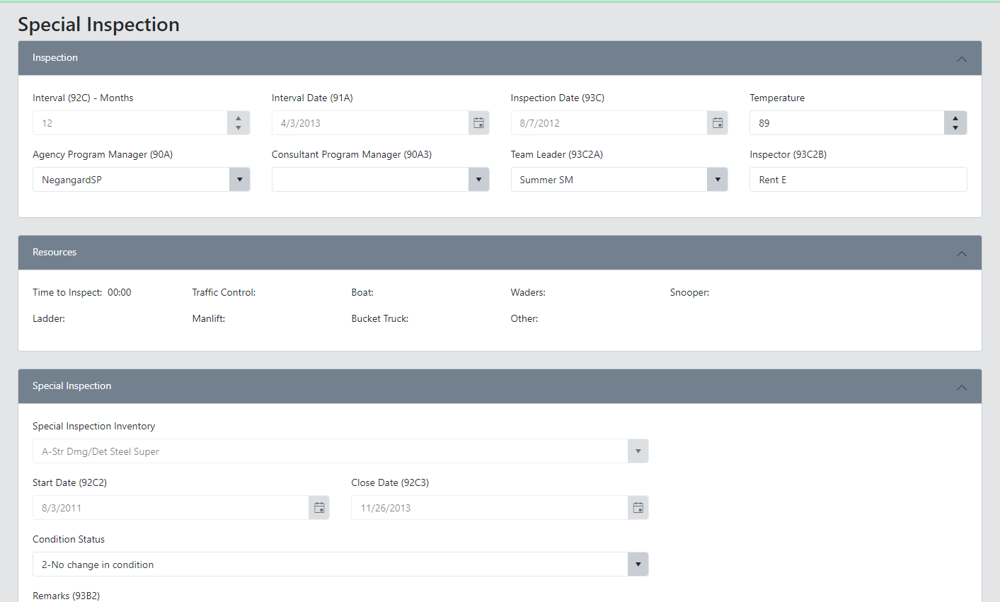 Special Inspection
Inspection
Interval (92C) - Months
Interval Date (91A)
Inspection Date (93C)
Temperature
12
4/3/2013
8/7/2012
89
Agency Program Manager (90A)
Consultant Program Manager (90A3)
Team Leader (93C2A)
Inspector (93C2B)
NegangardSP
Summer SM
Rent E
Resources
Time to Inspect: 00:00
Traffic Control:
Boat:
Waders:
Snooper:
Ladder:
Manlift:
Bucket Truck:
Other:
Special Inspection
Special Inspection Inventory
A-Str Dmg/Det Steel Super
Start Date (92C2)
Close Date (92C3)
8/3/2011
11/26/2013
Condition Status
2-No change in condition
Remarks (93B2)